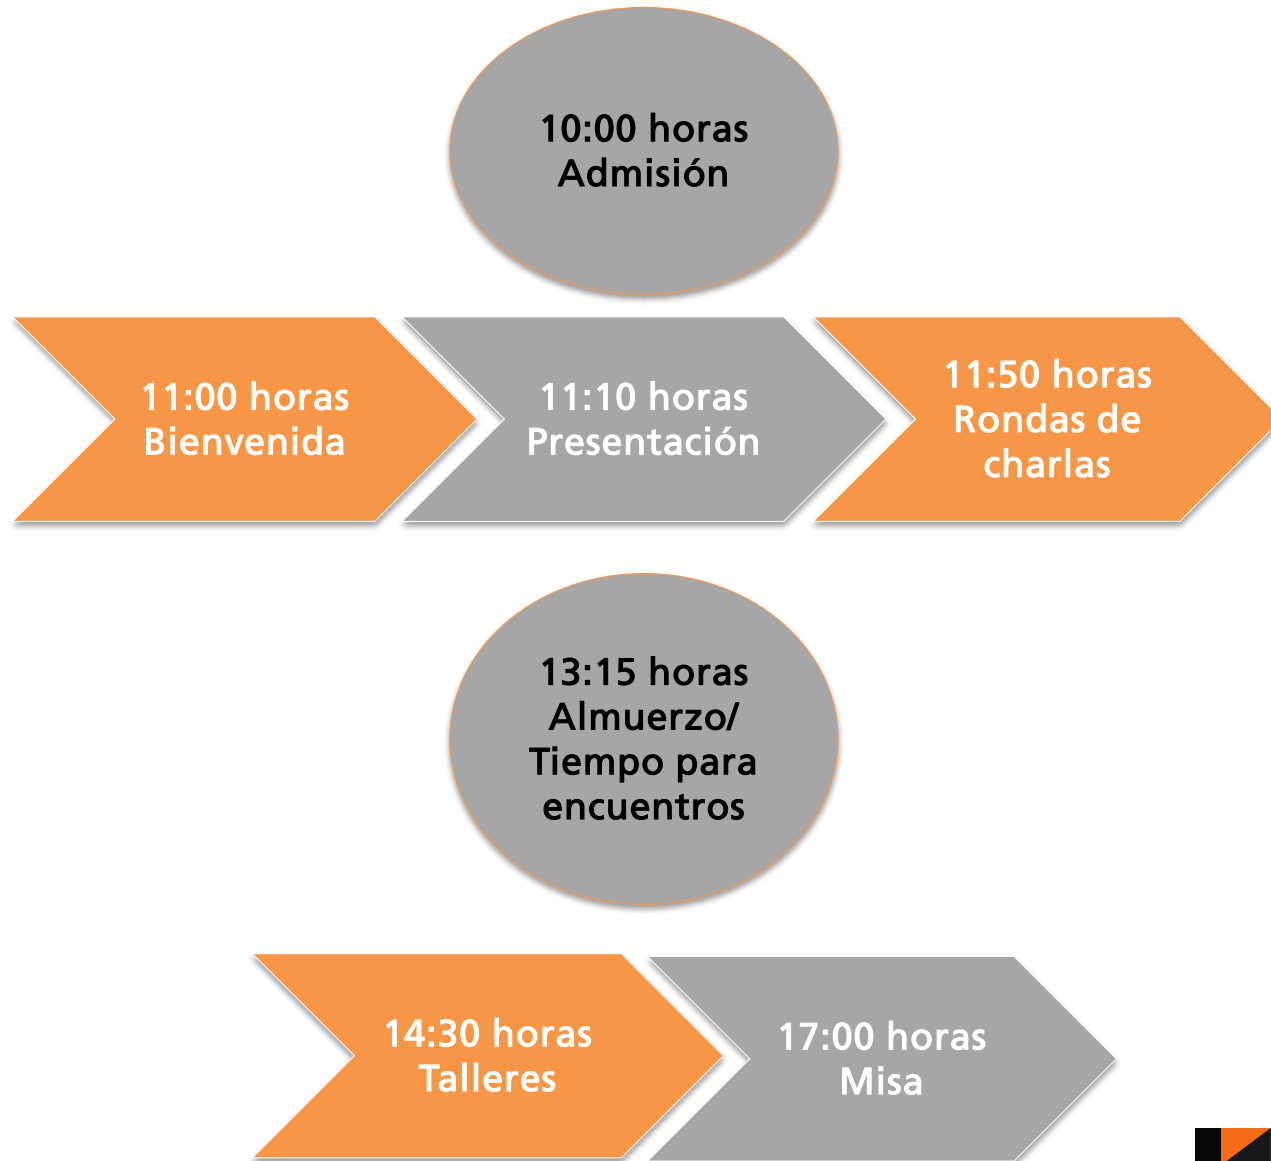 10:00 horas
Admisión
11:00 horas
Bienvenida
11:10 horas
Presentación
11:50 horas
Rondas de
charlas
13:15 horas
Almuerzo/
Tiempo para
encuentros
14:30 horas
Talleres
17:00 horas
Misa